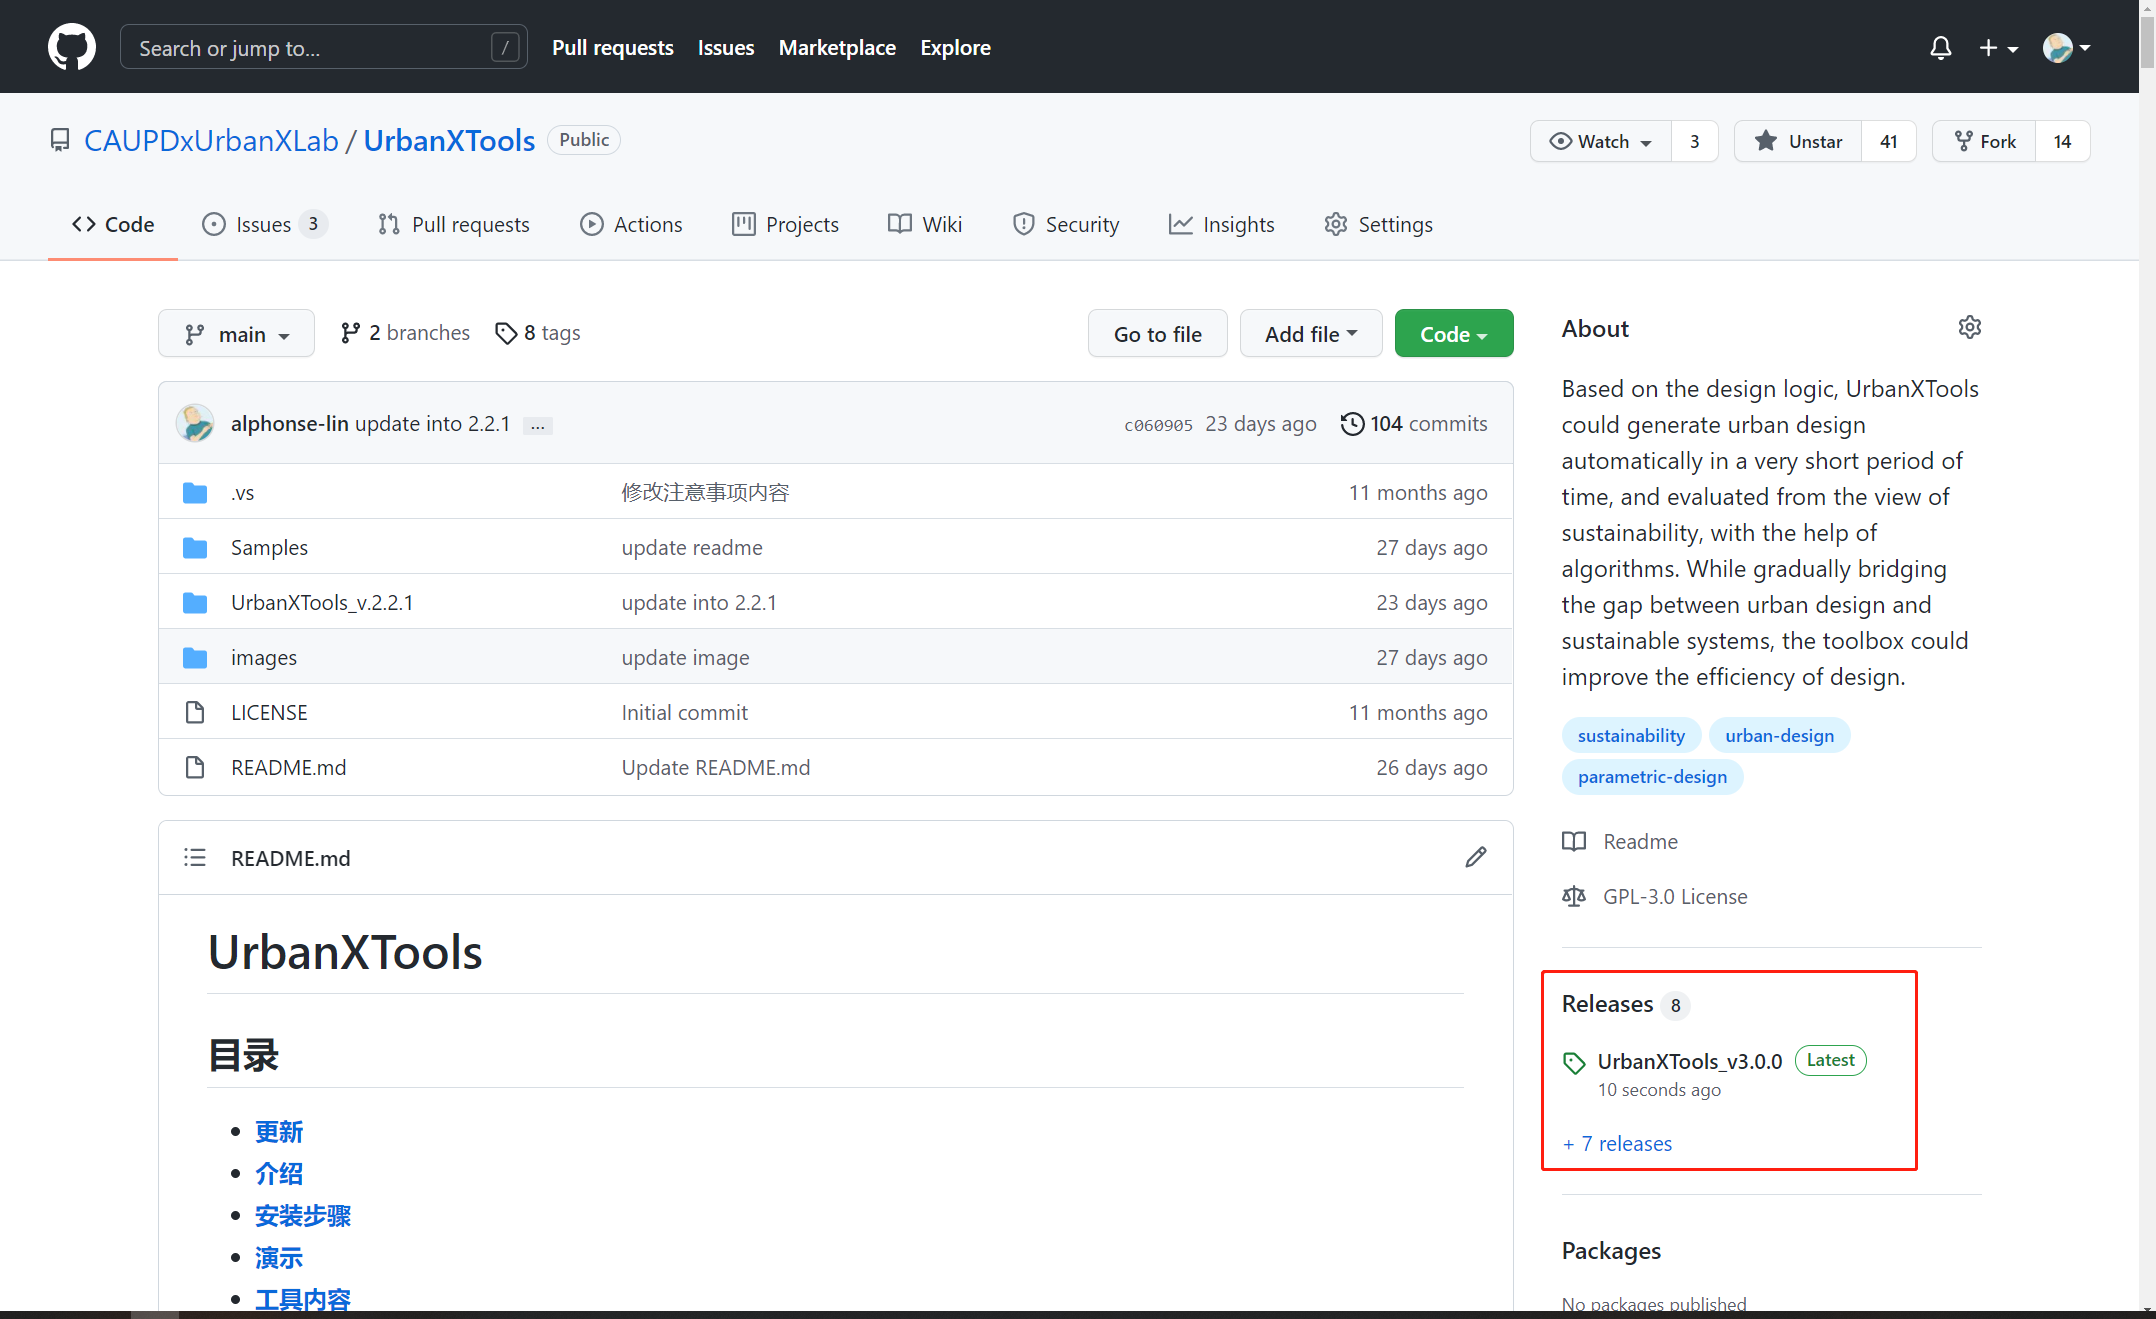 Search or jump to...
/
Pull requests
Issues
Marketplace
Explore
CAUPDxUrbanXLab / UrbanXTools
Public
Watch
3
Unstar
41
Fork
14
Code
Issues 3
Pull requests
Actions
Projects
Wiki
Security
Insights
Settings
main
2 branches
8 tags
Go to file
Add file
Code
alphonse-lin update into 2.2.1 ...
c060905 23 days ago
104 commits
.vs
修改注意事项内容
11 months ago
Samples
update readme
27 days ago
UrbanXTools_v.2.2.1
update into 2.2.1
23 days ago
images
update image
27 days ago
LICENSE
Initial commit
11 months ago
README.md
Update README.md
26 days ago
README.md
UrbanXTools
目录
更新
介绍
安装步骤
演示
工具内容
About
Based on the design logic, UrbanXTools
could generate urban design
automatically in a very short period of
time, and evaluated from the view of
sustainability, with the help of
algorithms. While gradually bridging
the gap between urban design and
sustainable systems, the toolbox could
improve the efficiency of design.
sustainability
urban-design
parametric-design
Readme
GPL-3.0 License
Releases 8
UrbanXTools_v3.0.0 Latest
10 seconds ago
+ 7 releases
Packages
No packages published